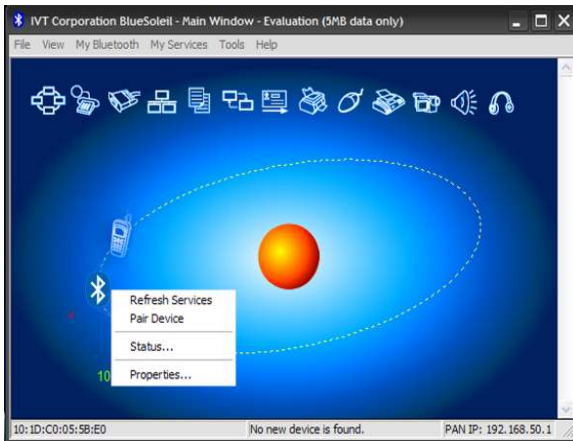 IVT Corporation BlueSoleil - Main Window - Evaluation (5MB data only)
File View My Bluetooth My Services Tools Help
Refresh Services
Pair Device
Status...
10
Properties...
10:1D:C0:05:5B:E0 No new device is found. PAN IP: 192.168.50.1